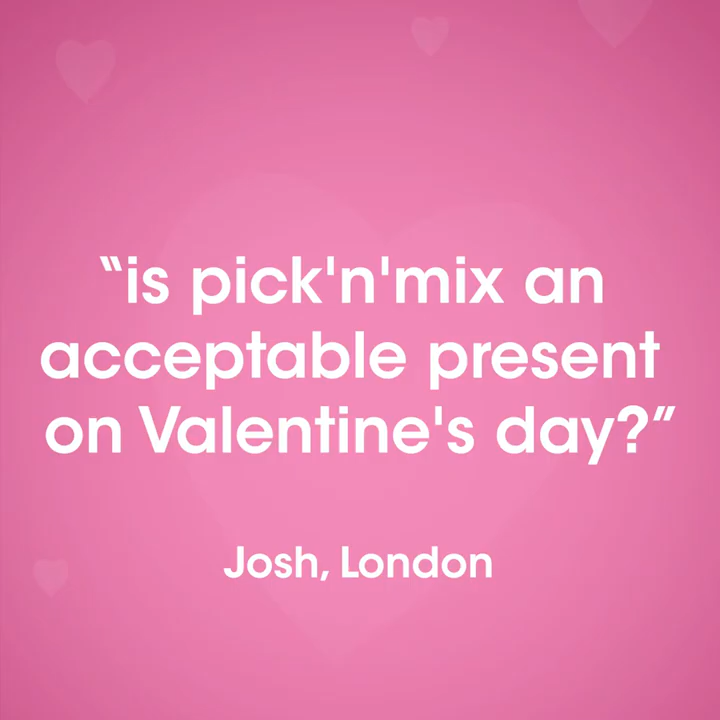 “is pick'n'mix an
acceptable present
on Valentine's day?”
Josh, London